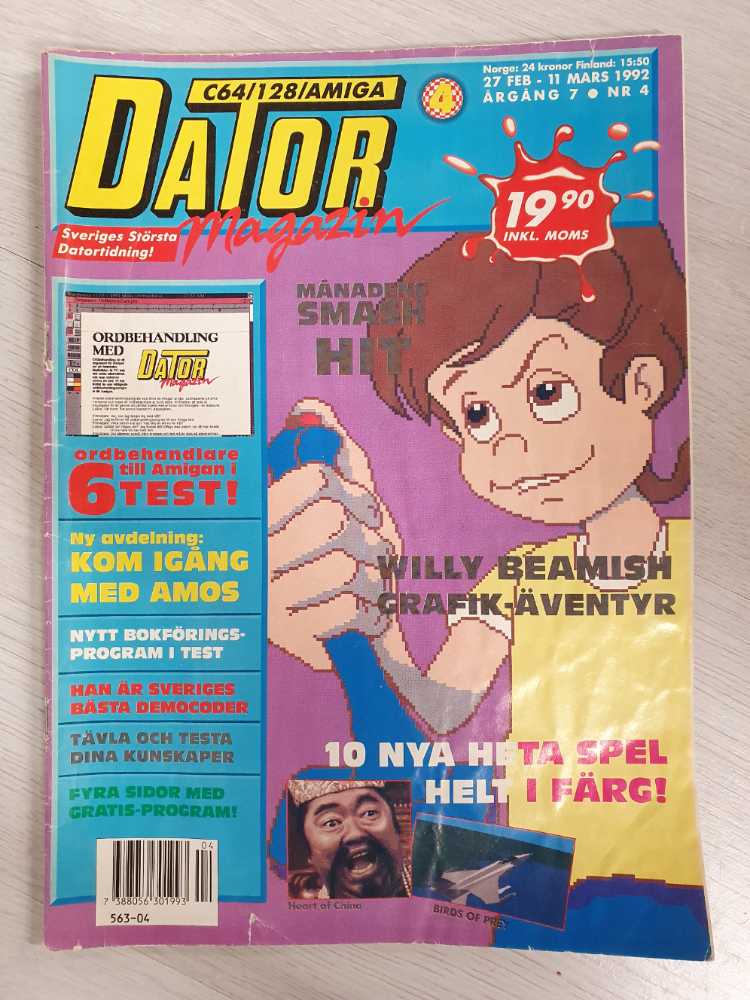 C64/128/AMIGA
DATOR
magazin
4
Norge: 24 kronor Finland: 15:50
27 FEB - 11 MARS 1992
ÅRGÅNG 7 ● NR 4
19 90
INKL. MOMS
Sveriges Största
Datortidning!
MÅNADENS
SMASH
HIT
ORDBEHANDLING
MED
DATOR
magazin
ordbehandlare
till Amigan i
6 TEST!
Ny avdelning:
KOM IGÅNG
MED AMOS
NYTT BOKFÖRINGS-
PROGRAM I TEST
HAN ÄR SVERIGES
BÄSTA DEMOCODER
TÄVLA OCH TESTA
DINA KUNSKAPER
FYRA SIDOR MED
GRATIS-PROGRAM!
WILLY BEAMISH
GRAFIK-ÄVENTYR
10 NYA HETA SPEL
HELT I FÄRG!
Heart of China
BIRDS OF PREY
04
7 388056 301993
563-04